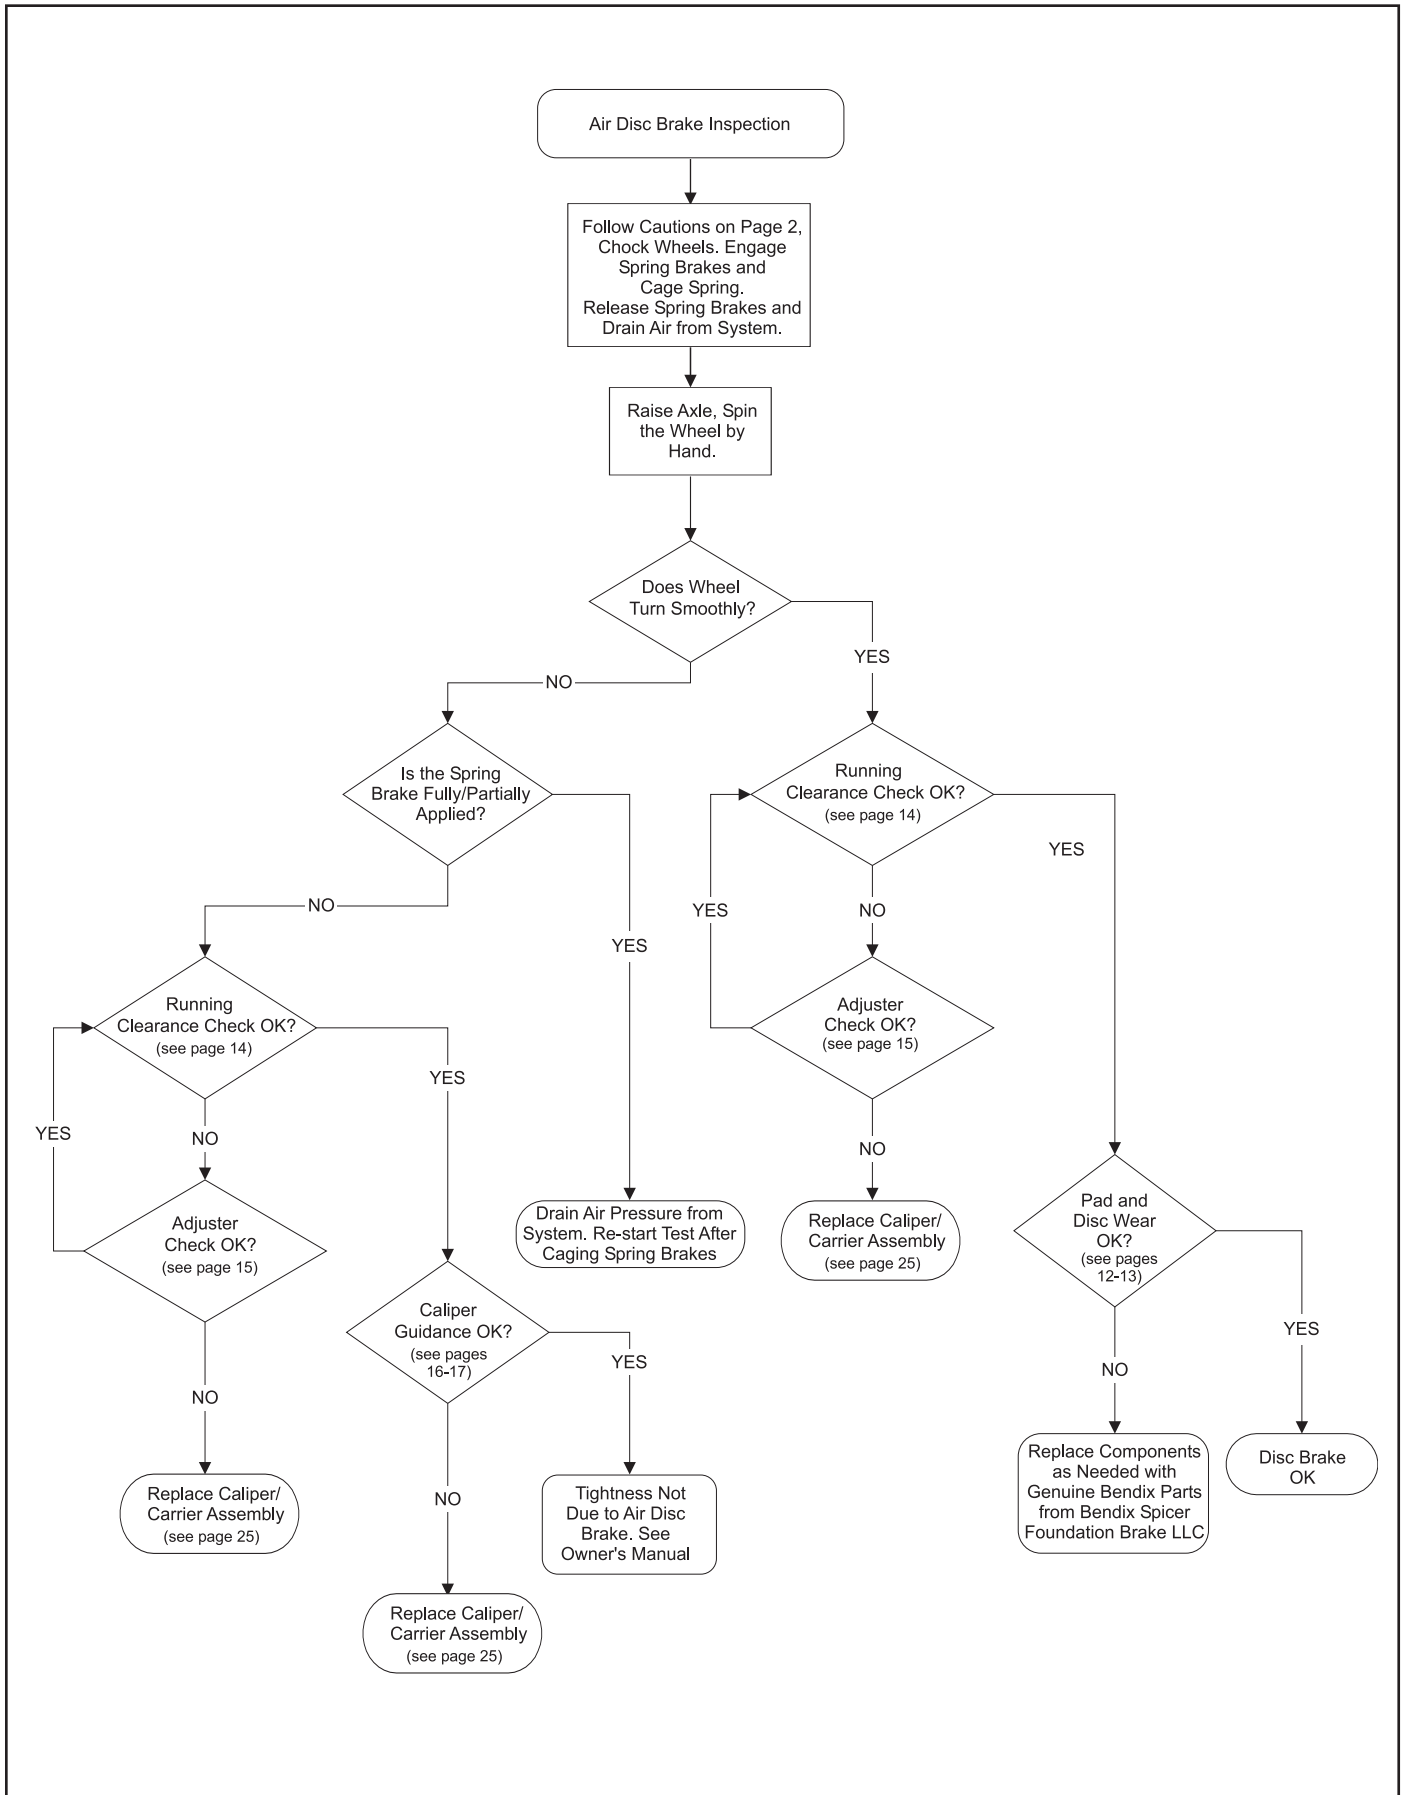 Air Disc Brake Inspection
Follow Cautions on Page 2,
Chock Wheels. Engage
Spring Brakes and
Cage Spring.
Release Spring Brakes and
Drain Air from System.
Raise Axle, Spin
the Wheel by
Hand.
Does Wheel
Turn Smoothly?
YES
NO
Is the Spring
Brake Fully/Partially
Applied?
Running
Clearance Check OK?
(see page 14)
YES
NO
YES
NO
YES
Running
Clearance Check OK?
(see page 14)
Adjuster
Check OK?
(see page 15)
YES
YES
NO
NO
Adjuster
Check OK?
(see page 15)
Drain Air Pressure from
System. Re-start Test After
Caging Spring Brakes
Replace Caliper/
Carrier Assembly
(see page 25)
Pad and
Disc Wear
OK?
(see pages
12-13)
Caliper
Guidance OK?
(see pages
16-17)
YES
YES
NO
NO
Replace Components
as Needed with
Genuine Bendix Parts
from Bendix Spicer
Foundation Brake LLC
Disc Brake
OK
Replace Caliper/
Carrier Assembly
(see page 25)
NO
Tightness Not
Due to Air Disc
Brake. See
Owner's Manual
Replace Caliper/
Carrier Assembly
(see page 25)